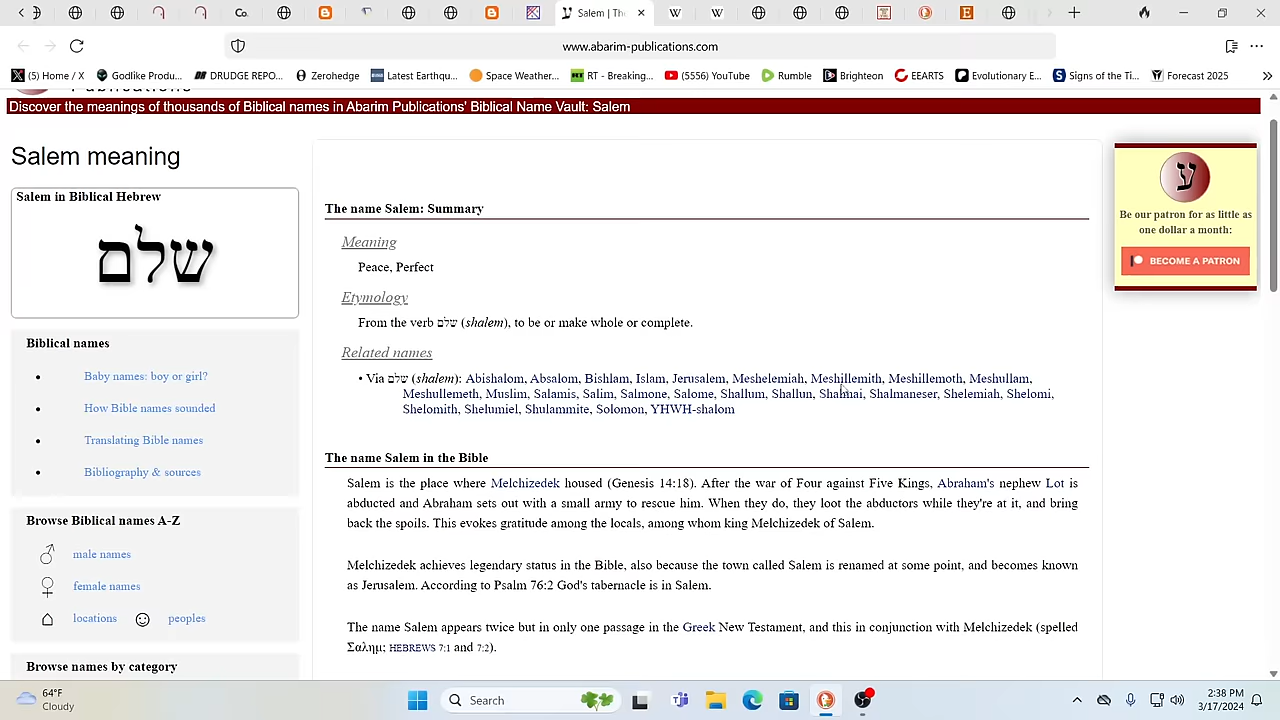 Salem | The
www.abarim-publications.com
(5) Home / X
Godlike Produ...
DRUDGE REPO...
Zerohedge
Latest Earthqu...
Space Weather...
RT - Breaking...
(5556) YouTube
Rumble
Brighteon
EEARTS
Evolutionary E...
Signs of the Ti...
Forecast 2025
Discover the meanings of thousands of Biblical names in Abarim Publications' Biblical Name Vault: Salem
Salem meaning
Salem in Biblical Hebrew
שלם
Biblical names
Baby names: boy or girl?
How Bible names sounded
Translating Bible names
Bibliography & sources
Browse Biblical names A-Z
male names
female names
locations peoples
Browse names by category
The name Salem: Summary
Meaning
Peace, Perfect
Etymology
From the verb שלם (shalem), to be or make whole or complete.
Related names
• Via שלם (shalem): Abishalom, Absalom, Bishlam, Islam, Jerusalem, Meshelemiah, Meshillemith, Meshillemoth, Meshullam,
Meshullemeth, Muslim, Salamis, Salim, Salmone, Salome, Shallum, Shallun, Shalmai, Shalmaneser, Shelemiah, Shelomi,
Shelomith, Shelumiel, Shulammite, Solomon, YHWH-shalom
The name Salem in the Bible
Salem is the place where Melchizedek housed (Genesis 14:18). After the war of Four against Five Kings, Abraham's nephew Lot is
abducted and Abraham sets out with a small army to rescue him. When they do, they loot the abductors while they're at it, and bring
back the spoils. This evokes gratitude among the locals, among whom king Melchizedek of Salem.
Melchizedek achieves legendary status in the Bible, also because the town called Salem is renamed at some point, and becomes known
as Jerusalem. According to Psalm 76:2 God's tabernacle is in Salem.
The name Salem appears twice but in only one passage in the Greek New Testament, and this in conjunction with Melchizedek (spelled
Σαλημ; HEBREWS 7:1 and 7:2).
ע
Be our patron for as little as
one dollar a month:
BECOME A PATRON
64°F
Cloudy
Search
2:38 PM
3/17/2024